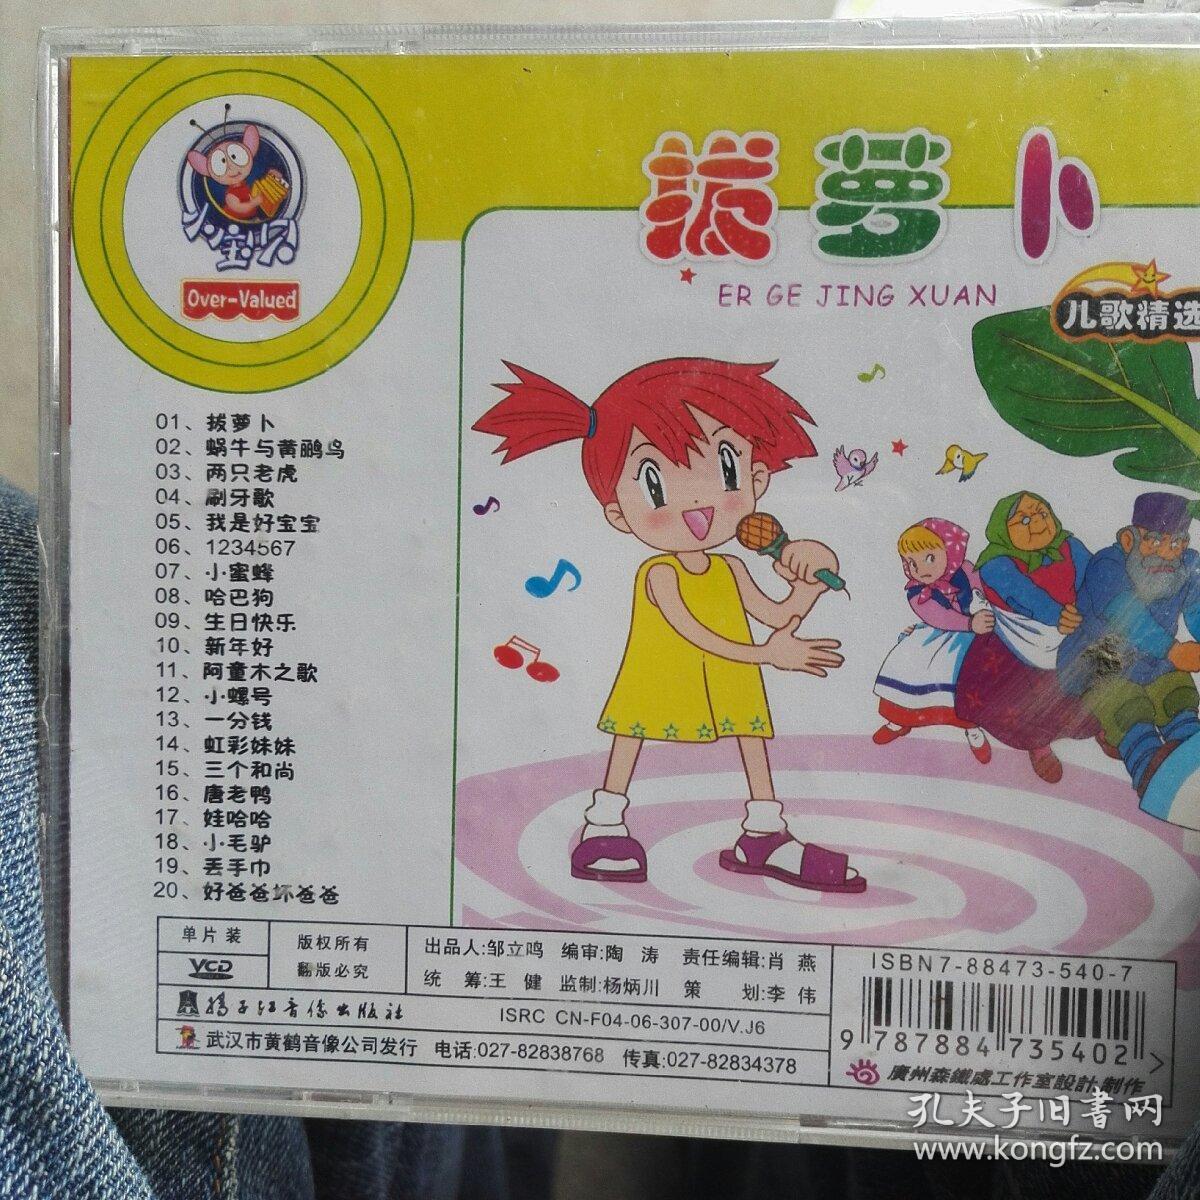 小宝贝
Over-Valued
拔萝卜
ER GE JING XUAN
儿歌精选
01、拔萝卜
02、蜗牛与黄鹂鸟
03、两只老虎
04、刷牙歌
05、我是好宝宝
06、1234567
07、小蜜蜂
08、哈巴狗
09、生日快乐
10、新年好
11、阿童木之歌
12、小螺号
13、一分钱
14、虹彩妹妹
15、三个和尚
16、唐老鸭
17、娃哈哈
18、小毛驴
19、丢手巾
20、好爸爸坏爸爸
单片装
VCD
版权所有
翻版必究
出品人:邹立鸣 编审:陶 涛 责任编辑:肖 燕
统 筹:王 健 监制:杨炳川 策 划:李 伟
扬子江音像出版社
ISRC CN-F04-06-307-00/V.J6
武汉市黄鹤音像公司发行 电话:027-82838768 传真:027-82834378
ISBN7-88473-540-7
9 787884 735402 >
廣州森鐵處工作室設計制作
孔夫子旧书网
www.kongfz.com